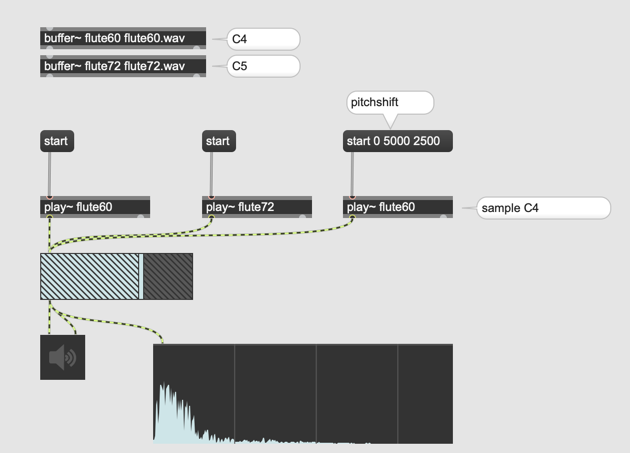 buffer~ flute60 flute60.wav
C4
buffer~ flute72 flute72.wav
C5
pitchshift
start
start
start 0 5000 2500
play~ flute60
play~ flute72
play~ flute60
sample C4